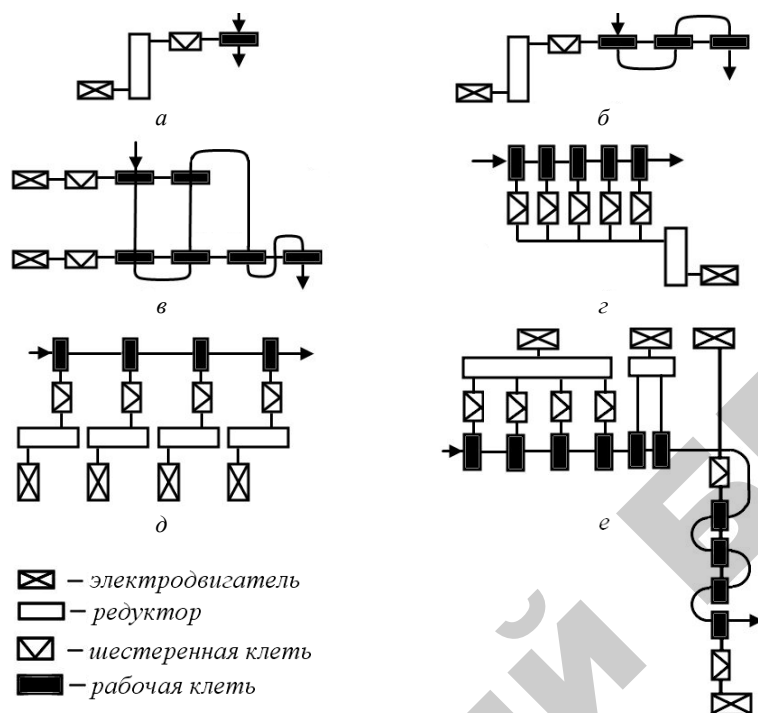 а
б
в
г
д
е
– электродвигатель
– редуктор
– шестеренная клеть
– рабочая клеть